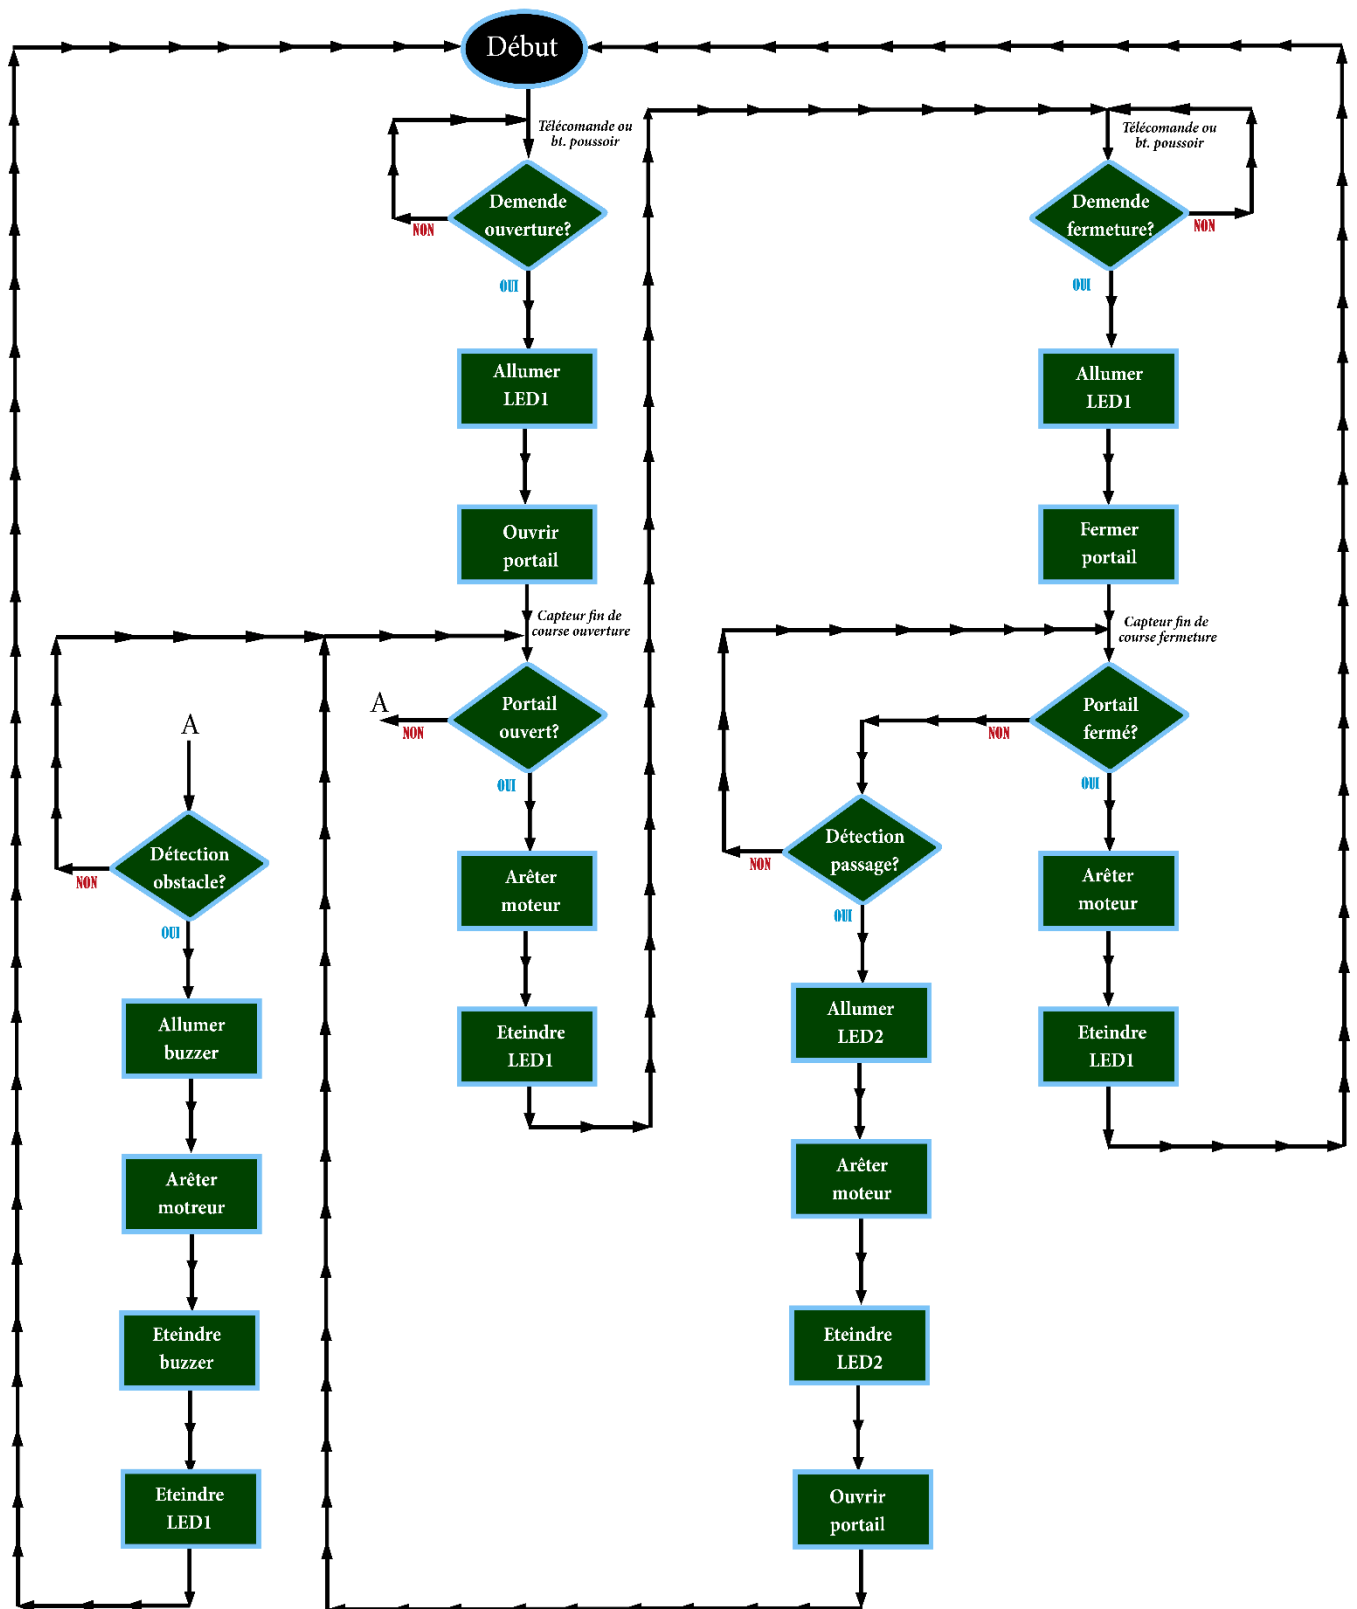 Début
Télécomande ou
bt. poussoir
Demende
ouverture?
NON
OUI
Allumer
LED1
Ouvrir
portail
Capteur fin de
course ouverture
Portail
ouvert?
A
NON
OUI
Arêter
moteur
Eteindre
LED1
A
Détection
obstacle?
NON
OUI
Allumer
buzzer
Arêter
motreur
Eteindre
buzzer
Eteindre
LED1
Télécomande ou
bt. poussoir
Demende
fermeture?
NON
OUI
Allumer
LED1
Fermer
portail
Capteur fin de
course fermeture
Portail
fermé?
NON
OUI
Arêter
moteur
Eteindre
LED1
Détection
passage?
NON
OUI
Allumer
LED2
Arêter
moteur
Eteindre
LED2
Ouvrir
portail